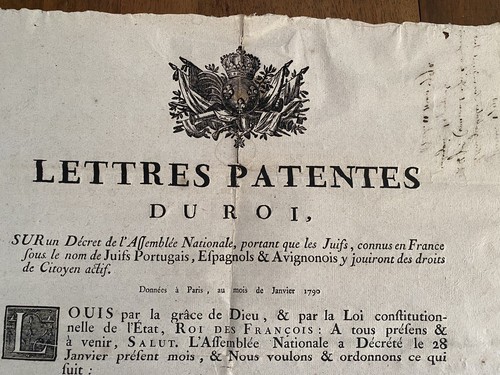 LETTRES PATENTES
DU ROI,
SUR un Décret de l'Assemblée Nationale, portant que les Juifs, connus en France
sous le nom de Juifs Portugais, Espagnols & Avignonois y jouiront des droits
de Citoyen actif.
Données à Paris, au mois de Janvier 1790
LOUIS par la grâce de Dieu, & par la Loi constitution-
nelle de l'État, ROI DES FRANÇOIS: A tous présens &
à venir, SALUT. L'Assemblée Nationale a Décrété le 28
Janvier présent mois, & Nous voulons & ordonnons ce qui
suit :